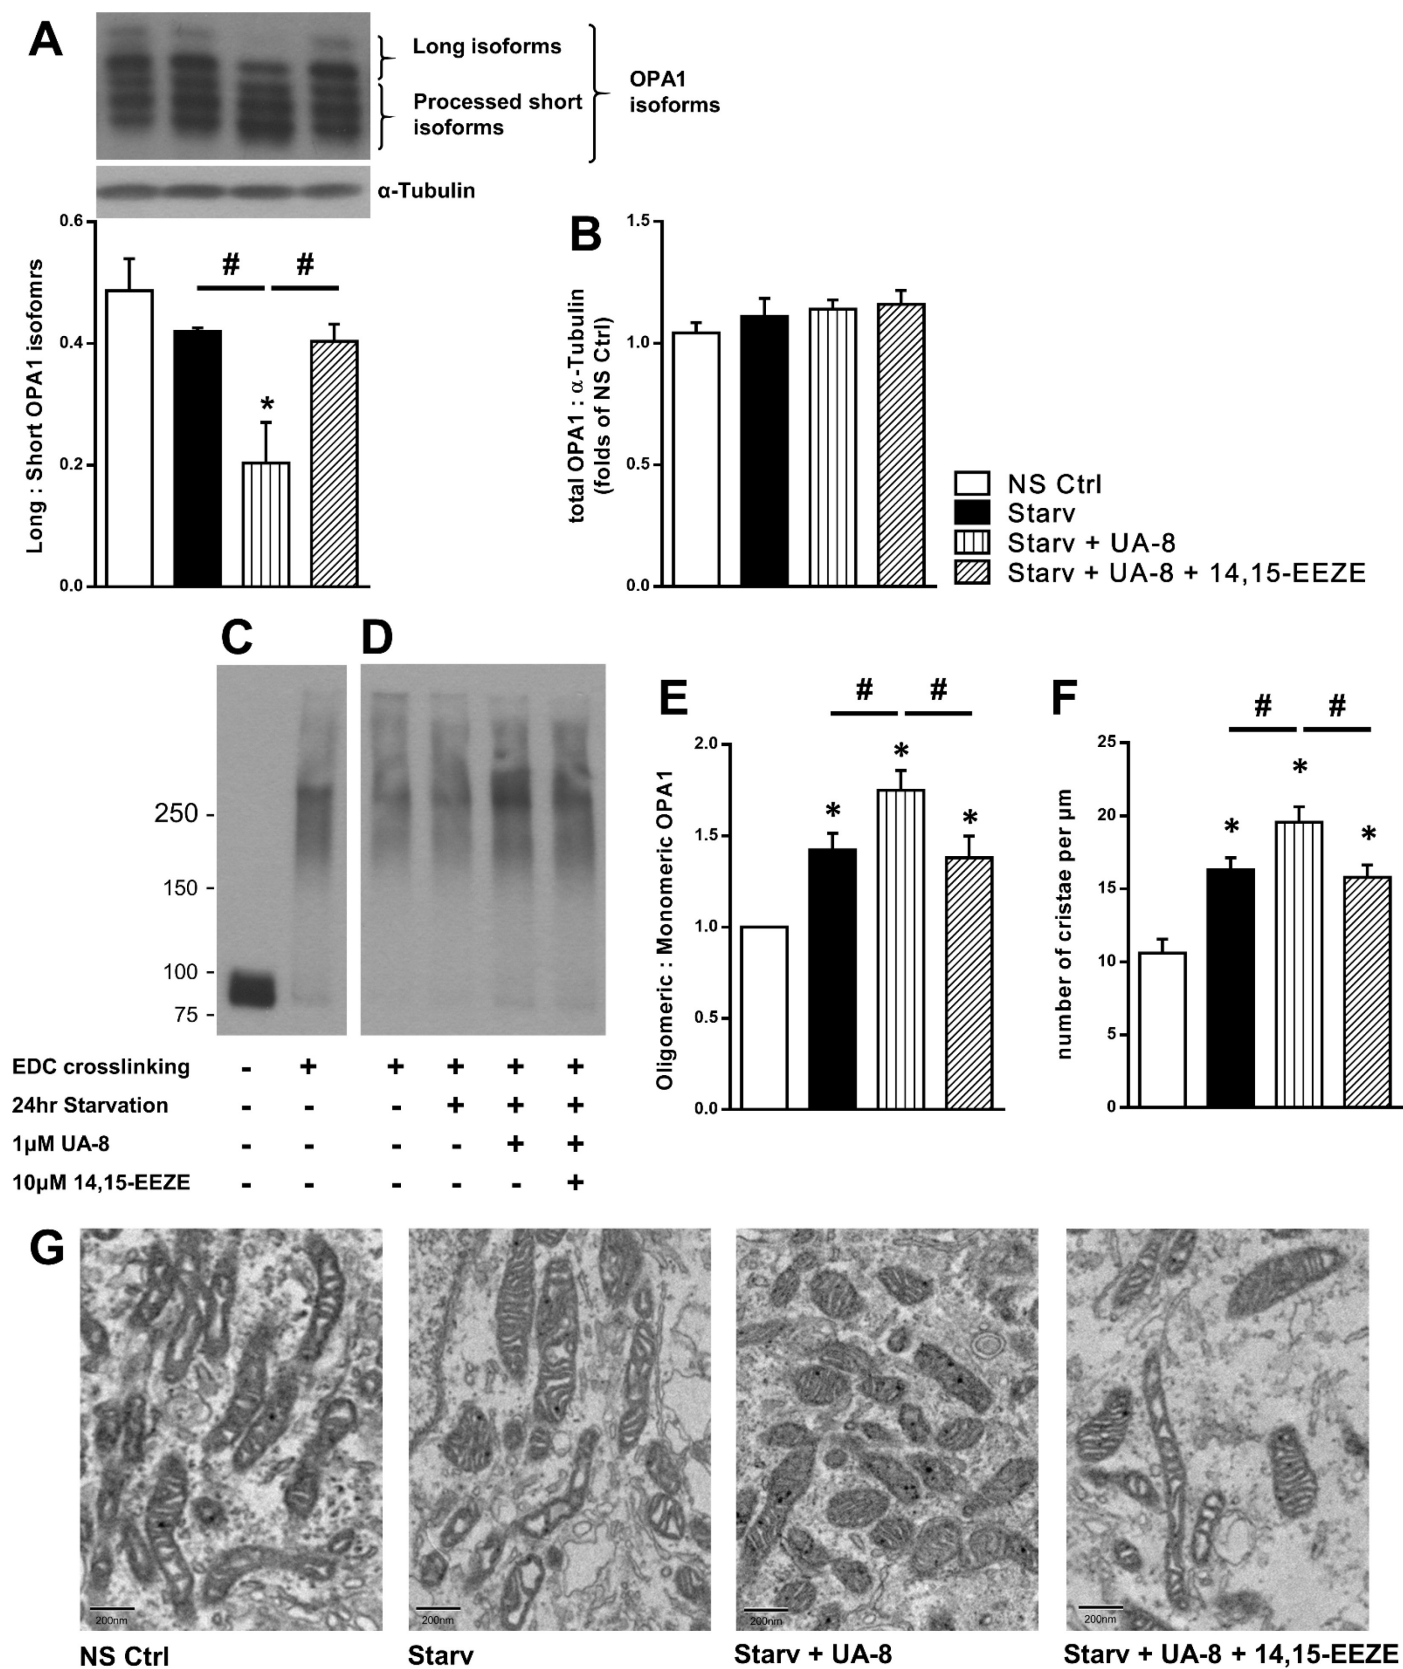 A
Long isoforms
Processed short
isoforms
OPA1
isoforms
α-Tubulin
Long : Short OPA1 isofomrs
0.6
0.4
0.2
0.0
# #
*
B
total OPA1 : α-Tubulin
(folds of NS Ctrl)
1.5
1.0
0.5
0.0
NS Ctrl
Starv
Starv + UA-8
Starv + UA-8 + 14,15-EEZE
C
D
250 -
150 -
100 -
75 -
EDC crosslinking - + + + + +
24hr Starvation - - - + + +
1µM UA-8 - - - - + +
10µM 14,15-EEZE - - - - - +
E
Oligomeric : Monomeric OPA1
2.0
1.5
1.0
0.5
0.0
# #
* * *
F
number of cristae per µm
25
20
15
10
5
0
# #
* * *
G
200nm
200nm
200nm
200nm
NS Ctrl
Starv
Starv + UA-8
Starv + UA-8 + 14,15-EEZE